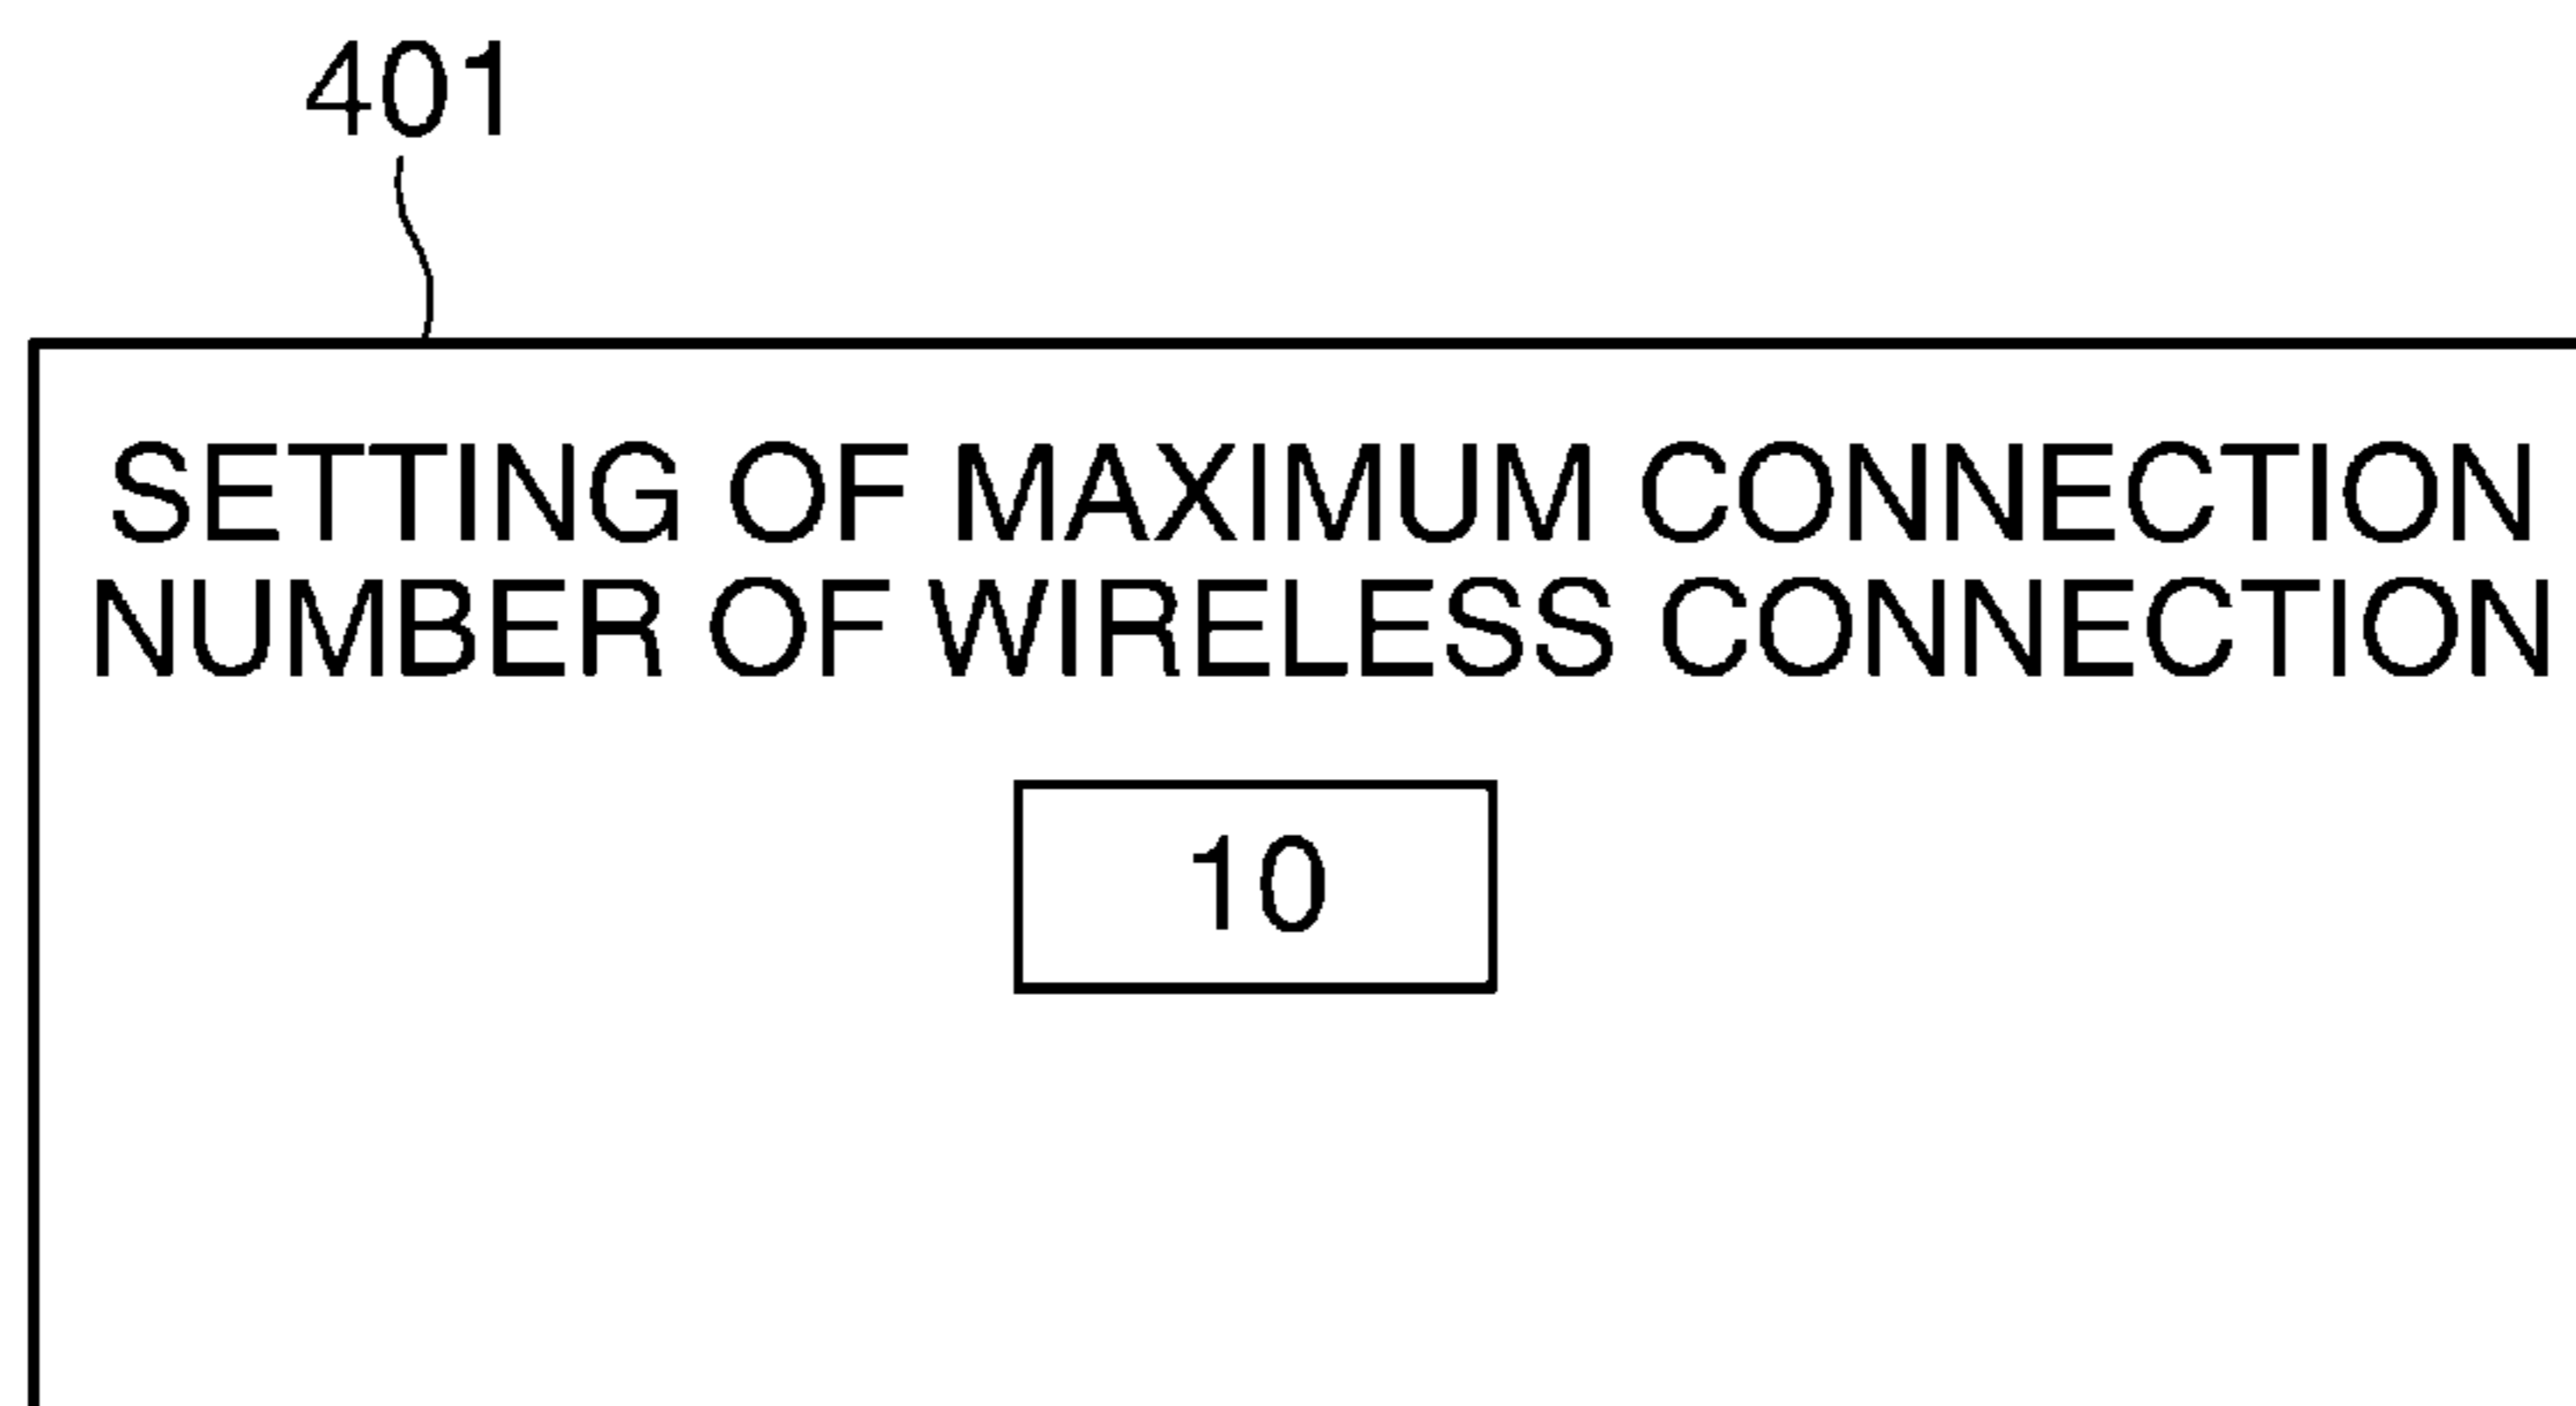 401
SETTING OF MAXIMUM CONNECTION
NUMBER OF WIRELESS CONNECTION
10